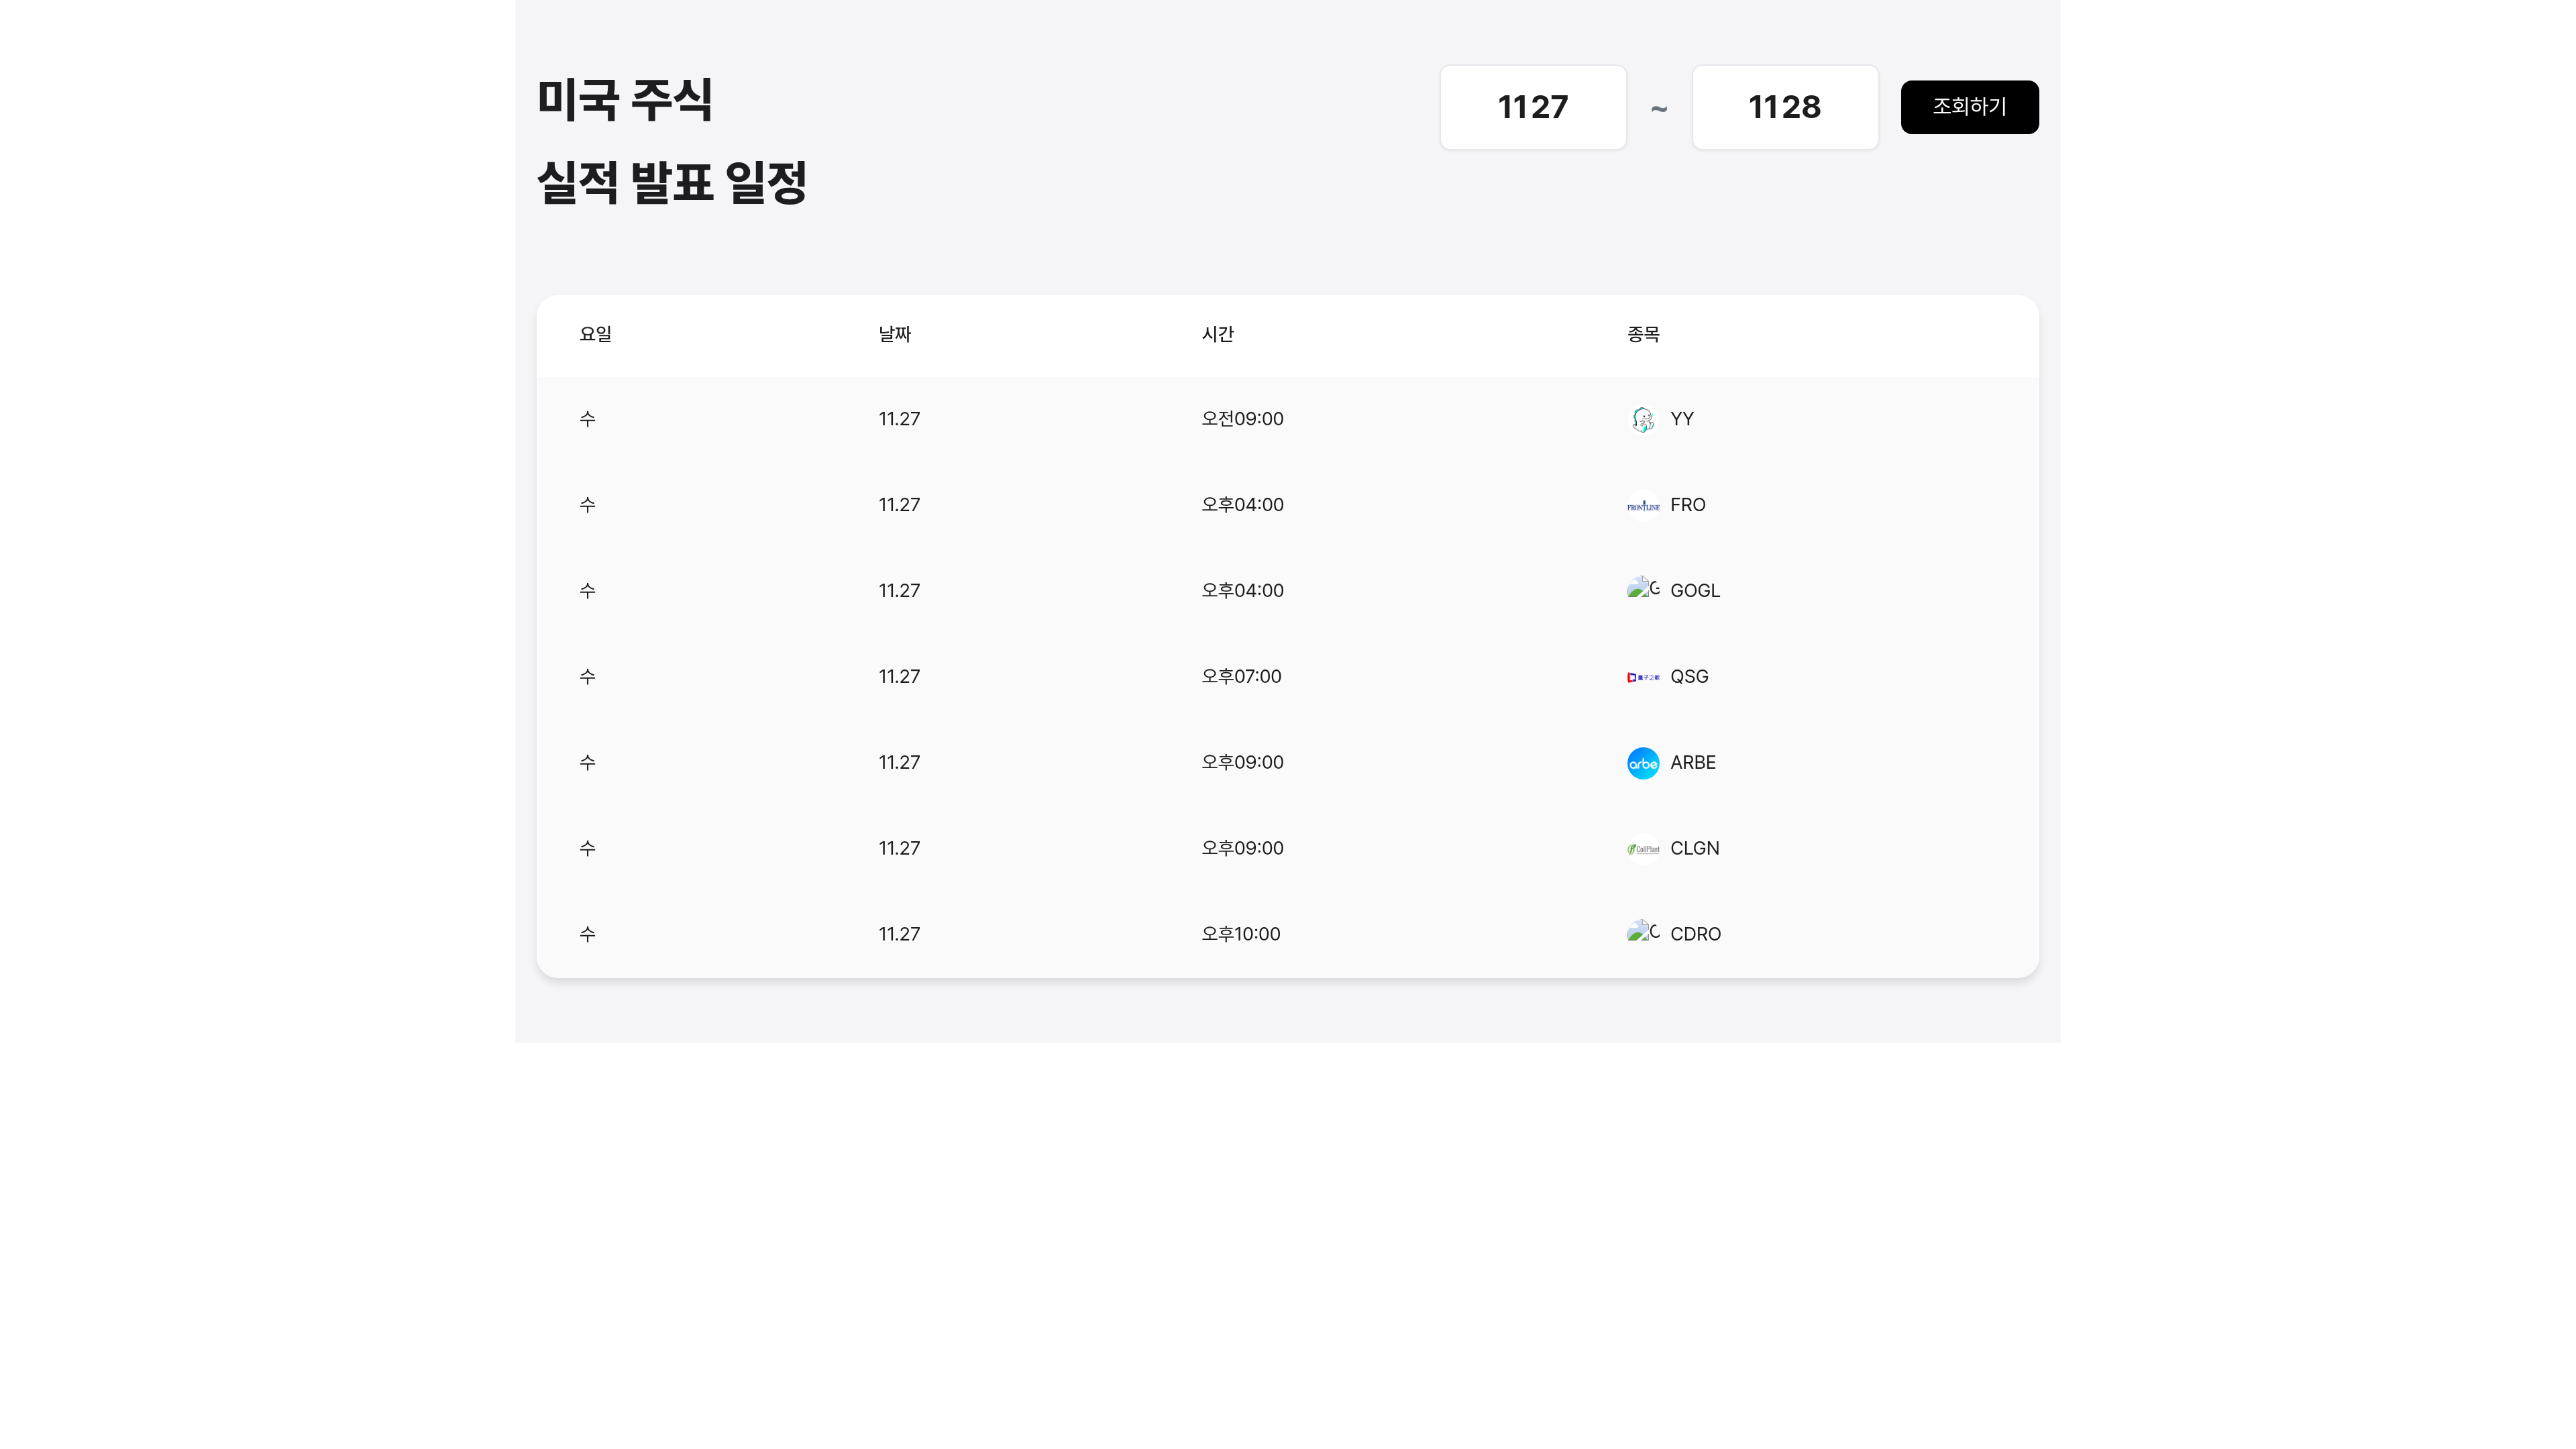 미국 주식
실적 발표 일정
1127 ~ 1128 조회하기
요일 날짜 시간 종목
수 11.27 오전09:00 YY
수 11.27 오후04:00 FRONTLINE FRO
수 11.27 오후04:00 G GOGL
수 11.27 오후07:00 QSG
수 11.27 오후09:00 arbe ARBE
수 11.27 오후09:00 CollPlant CLGN
수 11.27 오후10:00 C CDRO